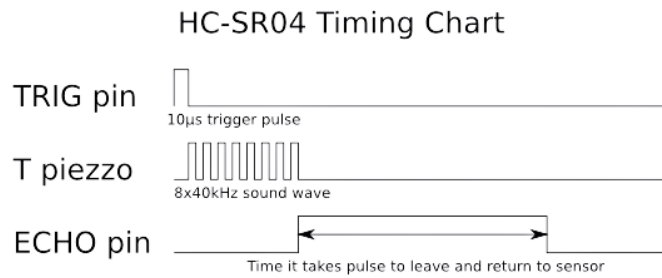 HC-SR04 Timing Chart
TRIG pin
10µs trigger pulse
T piezzo
8x40kHz sound wave
ECHO pin
Time it takes pulse to leave and return to sensor